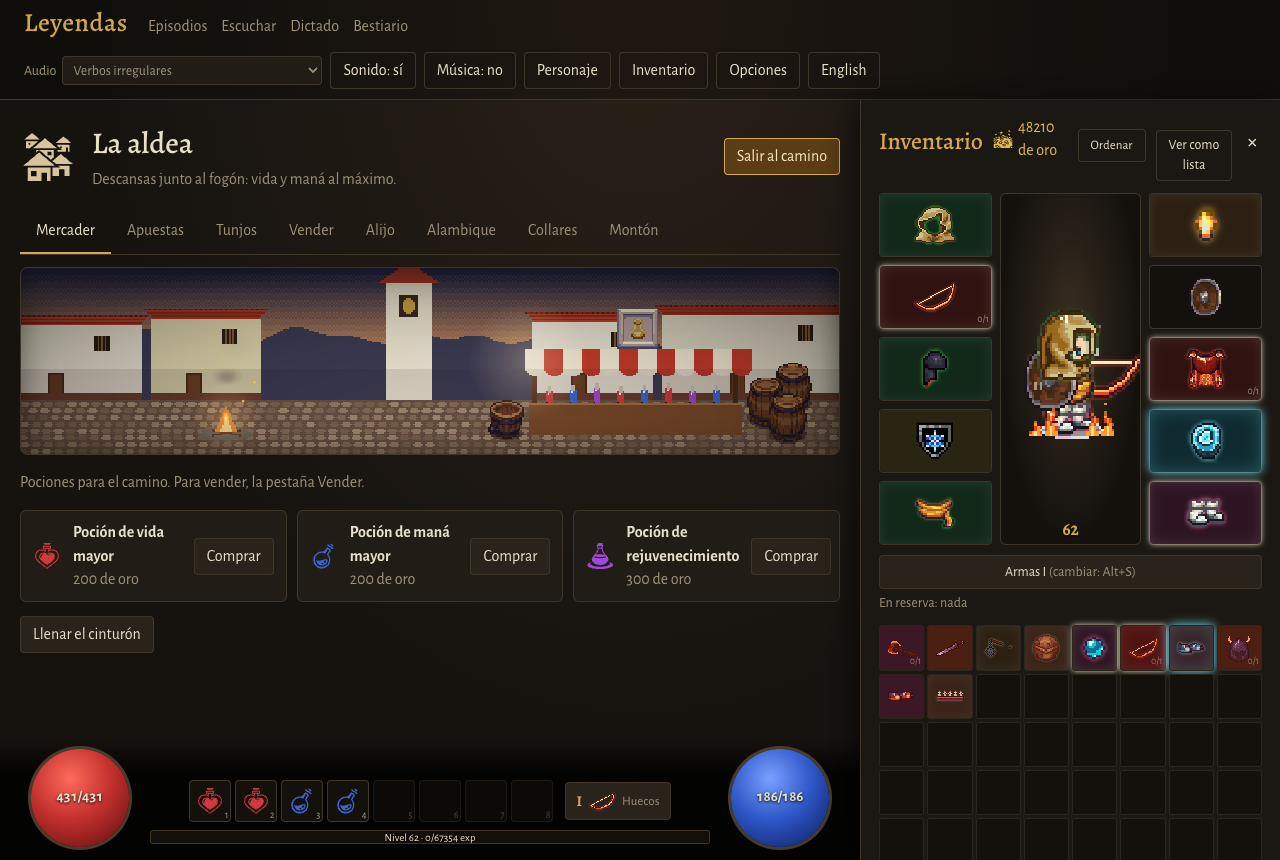 Leyendas Episodios Escuchar Dictado Bestiario
Audio Verbos irregulares Sonido: sí Música: no Personaje Inventario Opciones English
La aldea
Descansas junto al fogón: vida y maná al máximo.
Salir al camino
Mercader Apuestas Tunjos Vender Alijo Alambique Collares Montón
Pociones para el camino. Para vender, la pestaña Vender.
Poción de vida
mayor
200 de oro
Comprar
Poción de maná
mayor
200 de oro
Comprar
Poción de
rejuvenecimiento
300 de oro
Comprar
Llenar el cinturón
431/431
1 2 3 4 5 6 7 8
I Huecos
186/186
Nivel 62 · 0/67354 exp
Inventario
48210
de oro
Ordenar
Ver como
lista
×
0/1
0/1
62
Armas I (cambiar: Alt+S)
En reserva: nada
0/1 0/1 0/1